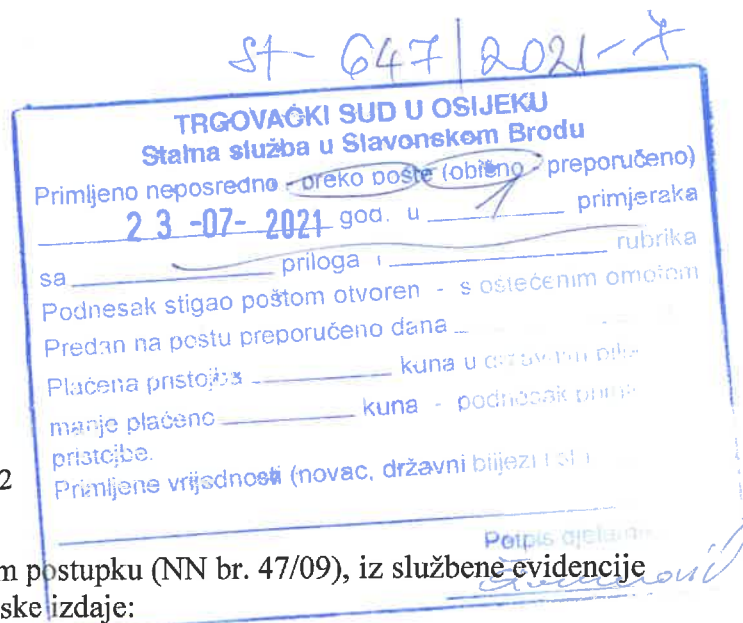 St-647/2021-7
TRGOVAČKI SUD U OSIJEKU
Stalna služba u Slavonskom Brodu
Primljeno neposredno - preko pošte (obično - preporučeno)
23 -07- 2021 god. u 1 primjeraka
sa priloga i rubrika
Podnesak stigao poštom otvoren - s oštećenim omotom
Predan na poštu preporučeno dana
Plaćena pristojba kuna u
manje plaćeno kuna - podnesak
pristojbe.
2
Primljene vrijednosti (novac, državni biljezi i sl
Potpis
m postupku (NN br. 47/09), iz službene evidencije
ske izdaje: